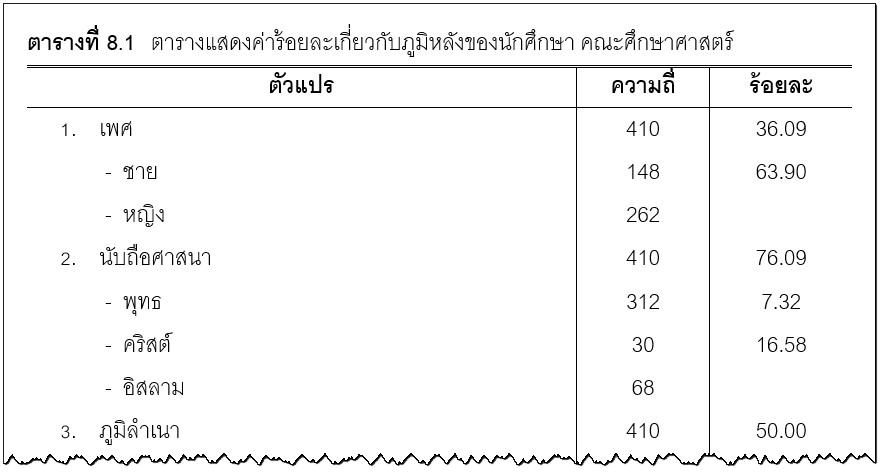 ตารางที่ 8.1 ตารางแสดงค่าร้อยละเกี่ยวกับภูมิหลังของนักศึกษา คณะศึกษาศาสตร์
ตัวแปร ความถี่ ร้อยละ
1. เพศ 410 36.09
- ชาย 148 63.90
- หญิง 262
2. นับถือศาสนา 410 76.09
- พุทธ 312 7.32
- คริสต์ 30 16.58
- อิสลาม 68
3. ภูมิลำเนา 410 50.00